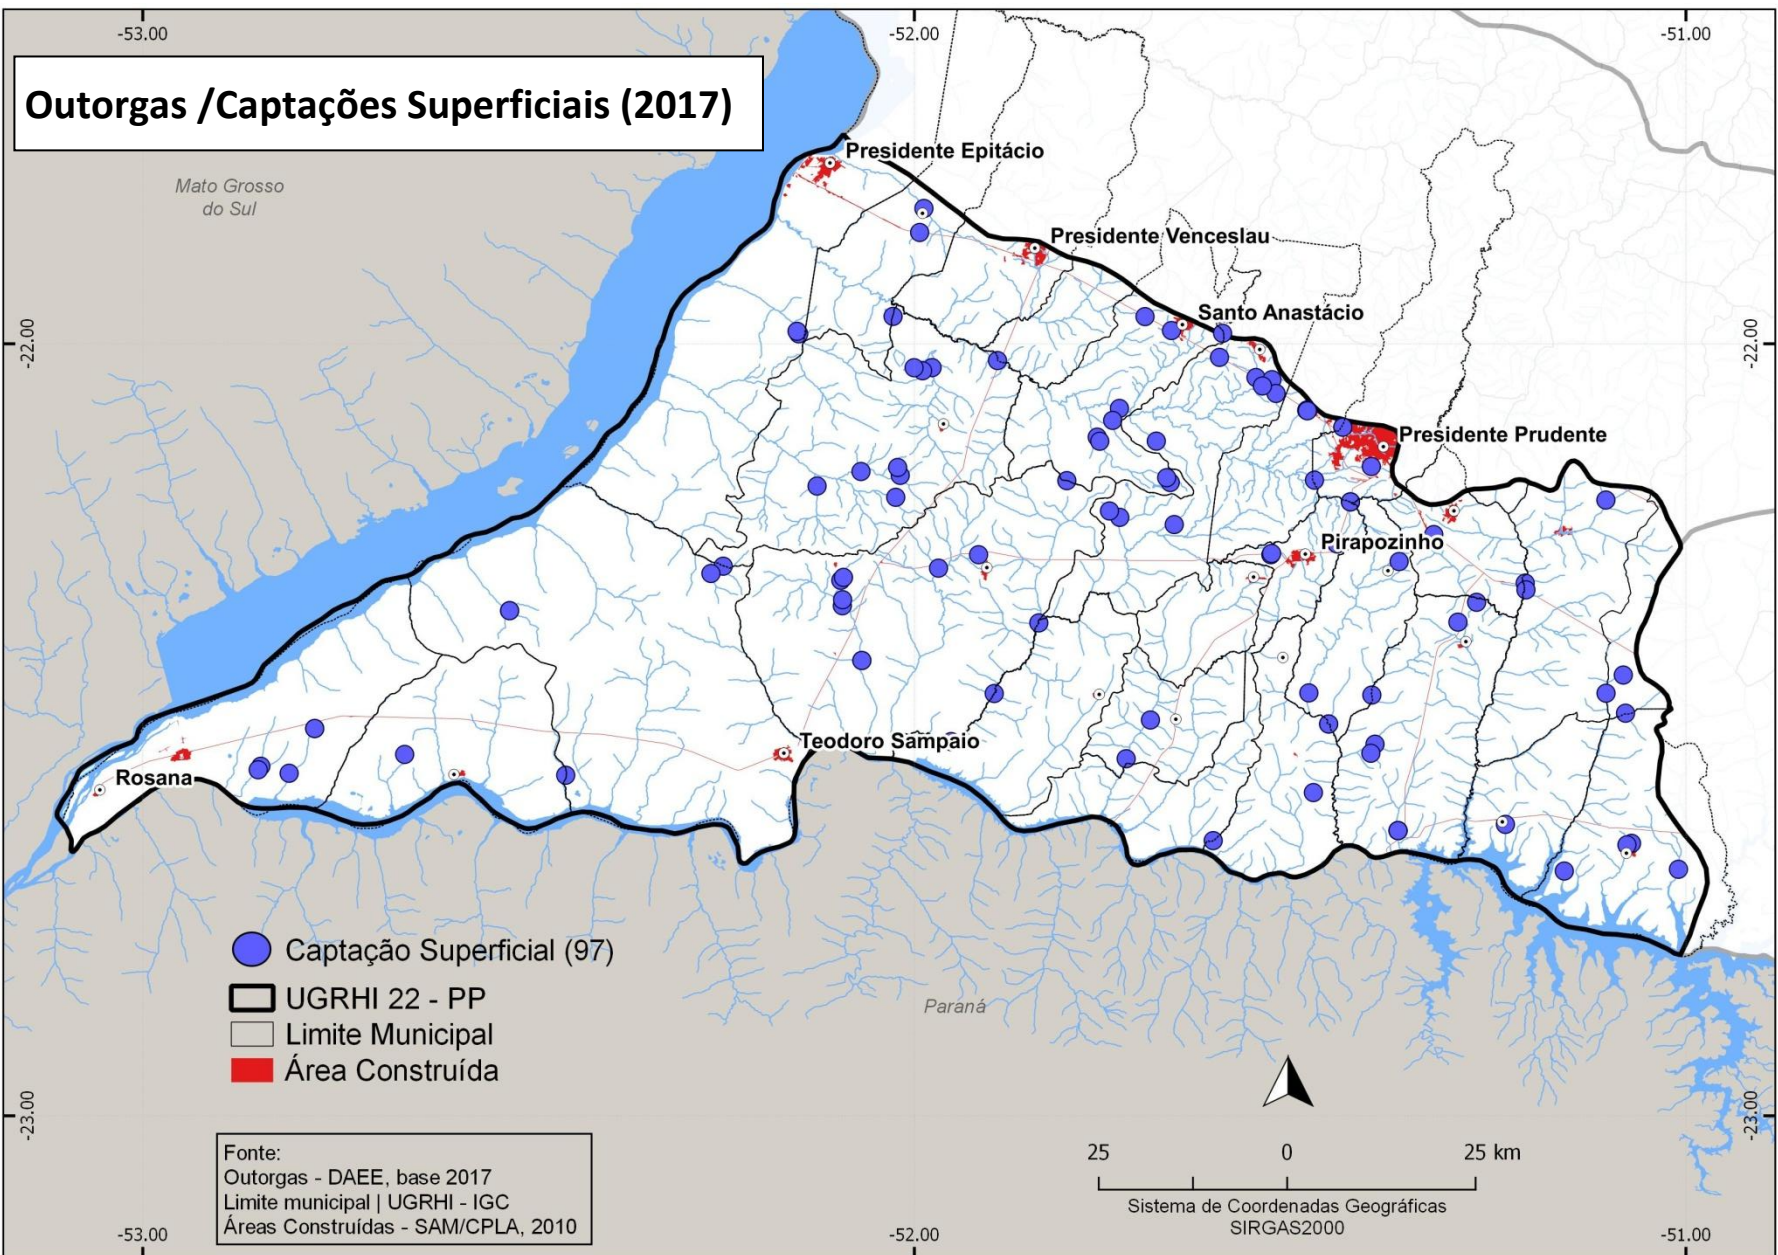 -53.00
-52.00
-51.00
Outorgas /Captações Superficiais (2017)
Presidente Epitácio
Mato Grosso
do Sul
Presidente Venceslau
Santo Anastácio
-22.00
-22.00
Presidente Prudente
Pirapozinho
Teodoro Sampaio
Rosana
Captação Superficial (97)
UGRHI 22 - PP
Limite Municipal
Área Construída
Paraná
-23.00
-23.00
Fonte:
Outorgas - DAEE, base 2017
Limite municipal | UGRHI - IGC
Áreas Construídas - SAM/CPLA, 2010
25 0 25 km
Sistema de Coordenadas Geográficas
SIRGAS2000
-53.00
-52.00
-51.00